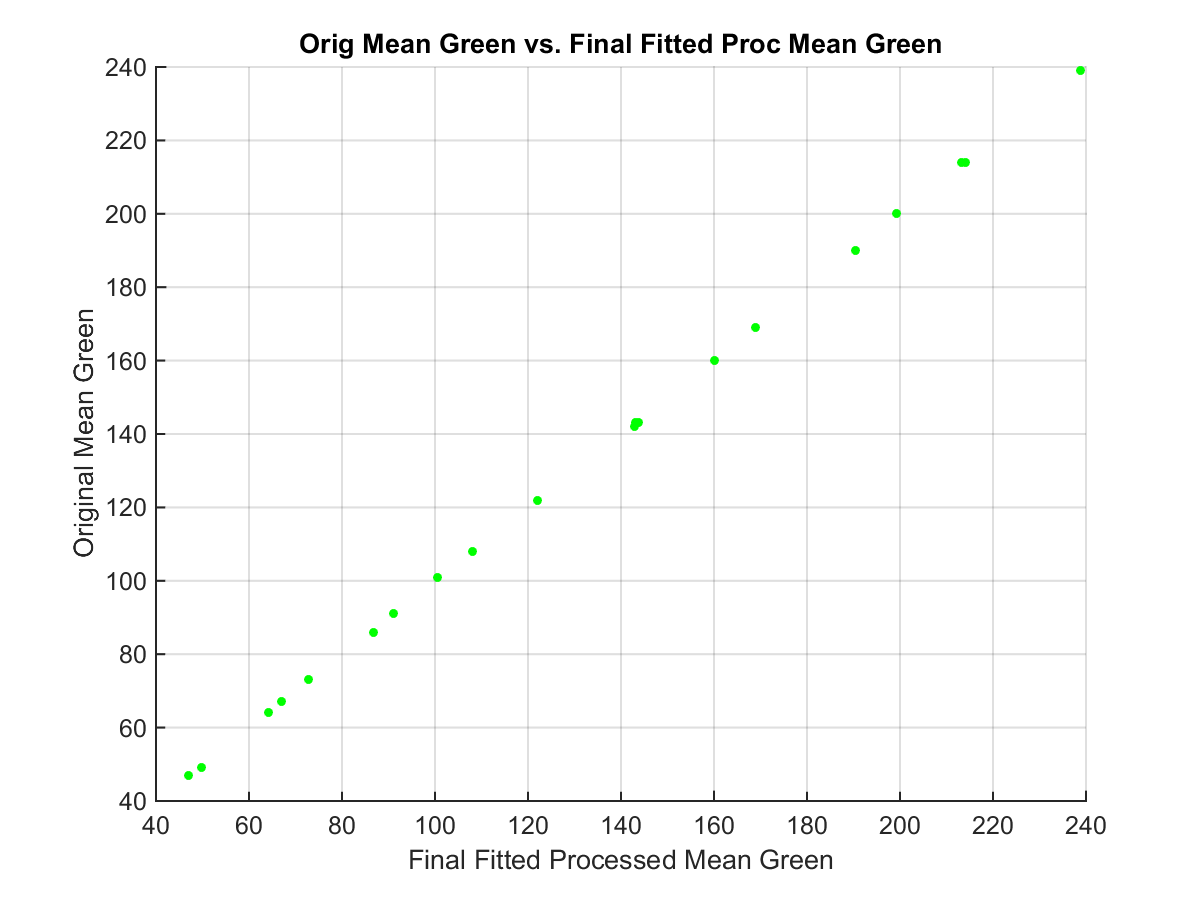 Orig Mean Green vs. Final Fitted Proc Mean Green
240
220
200
180
160
140
120
100
80
60
40
Original Mean Green
40 60 80 100 120 140 160 180 200 220 240
Final Fitted Processed Mean Green